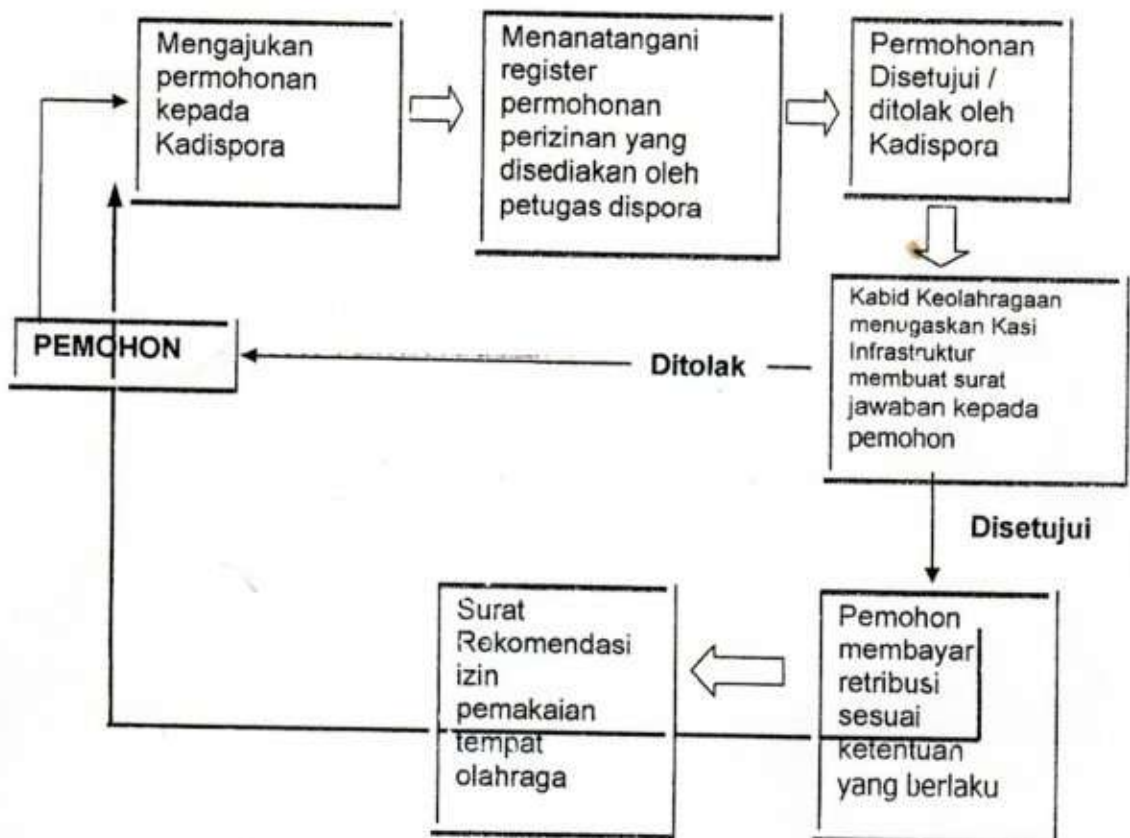 Mengajukan
permohonan
kepada
Kadispora
Menanatangani
register
permohonan
perizinan yang
disediakan oleh
petugas dispora
Permohonan
Disetujui /
ditolak oleh
Kadispora
Kabid Keolahragaan
menugaskan Kasi
Infrastruktur
membuat surat
jawaban kepada
pemohon
PEMOHON
Ditolak
Disetujui
Pemohon
membayar
retribusi
sesuai
ketentuan
yang berlaku
Surat
Rekomendasi
izin
pemakaian
tempat
olahraga